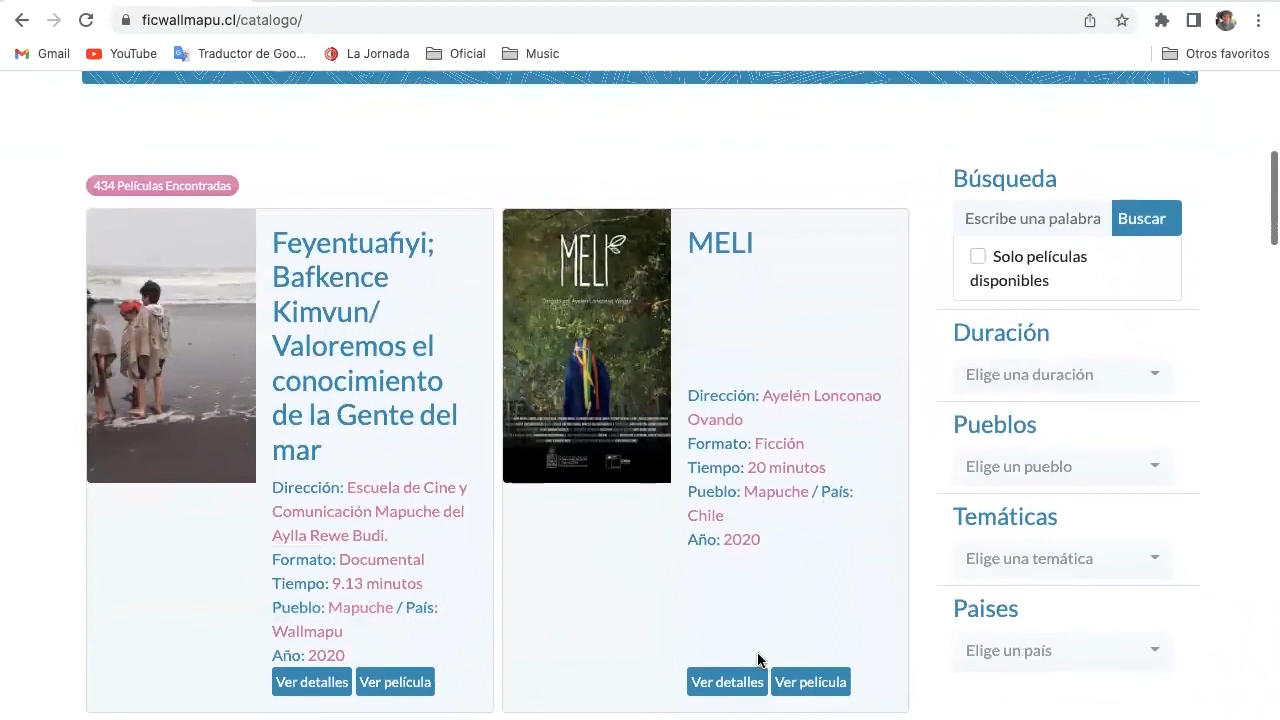 ficwallmapu.cl/catalogo/
Gmail
YouTube
Traductor de Goo...
La Jornada
Oficial
Music
Otros favoritos
434 Películas Encontradas
Feyentuafiyi;
Bafkence
Kimvun/
Valoremos el
conocimiento
de la Gente del
mar
Dirección: Escuela de Cine y
Comunicación Mapuche del
Aylla Rewe Budi.
Formato: Documental
Tiempo: 9.13 minutos
Pueblo: Mapuche / País:
Wallmapu
Año: 2020
Ver detalles
Ver película
MELI
MELI
Dirección: Ayelén Lonconao
Ovando
Formato: Ficción
Tiempo: 20 minutos
Pueblo: Mapuche / País:
Chile
Año: 2020
Ver detalles
Ver película
Búsqueda
Escribe una palabra
Buscar
Solo películas
disponibles
Duración
Elige una duración
Pueblos
Elige un pueblo
Temáticas
Elige una temática
Paises
Elige un país